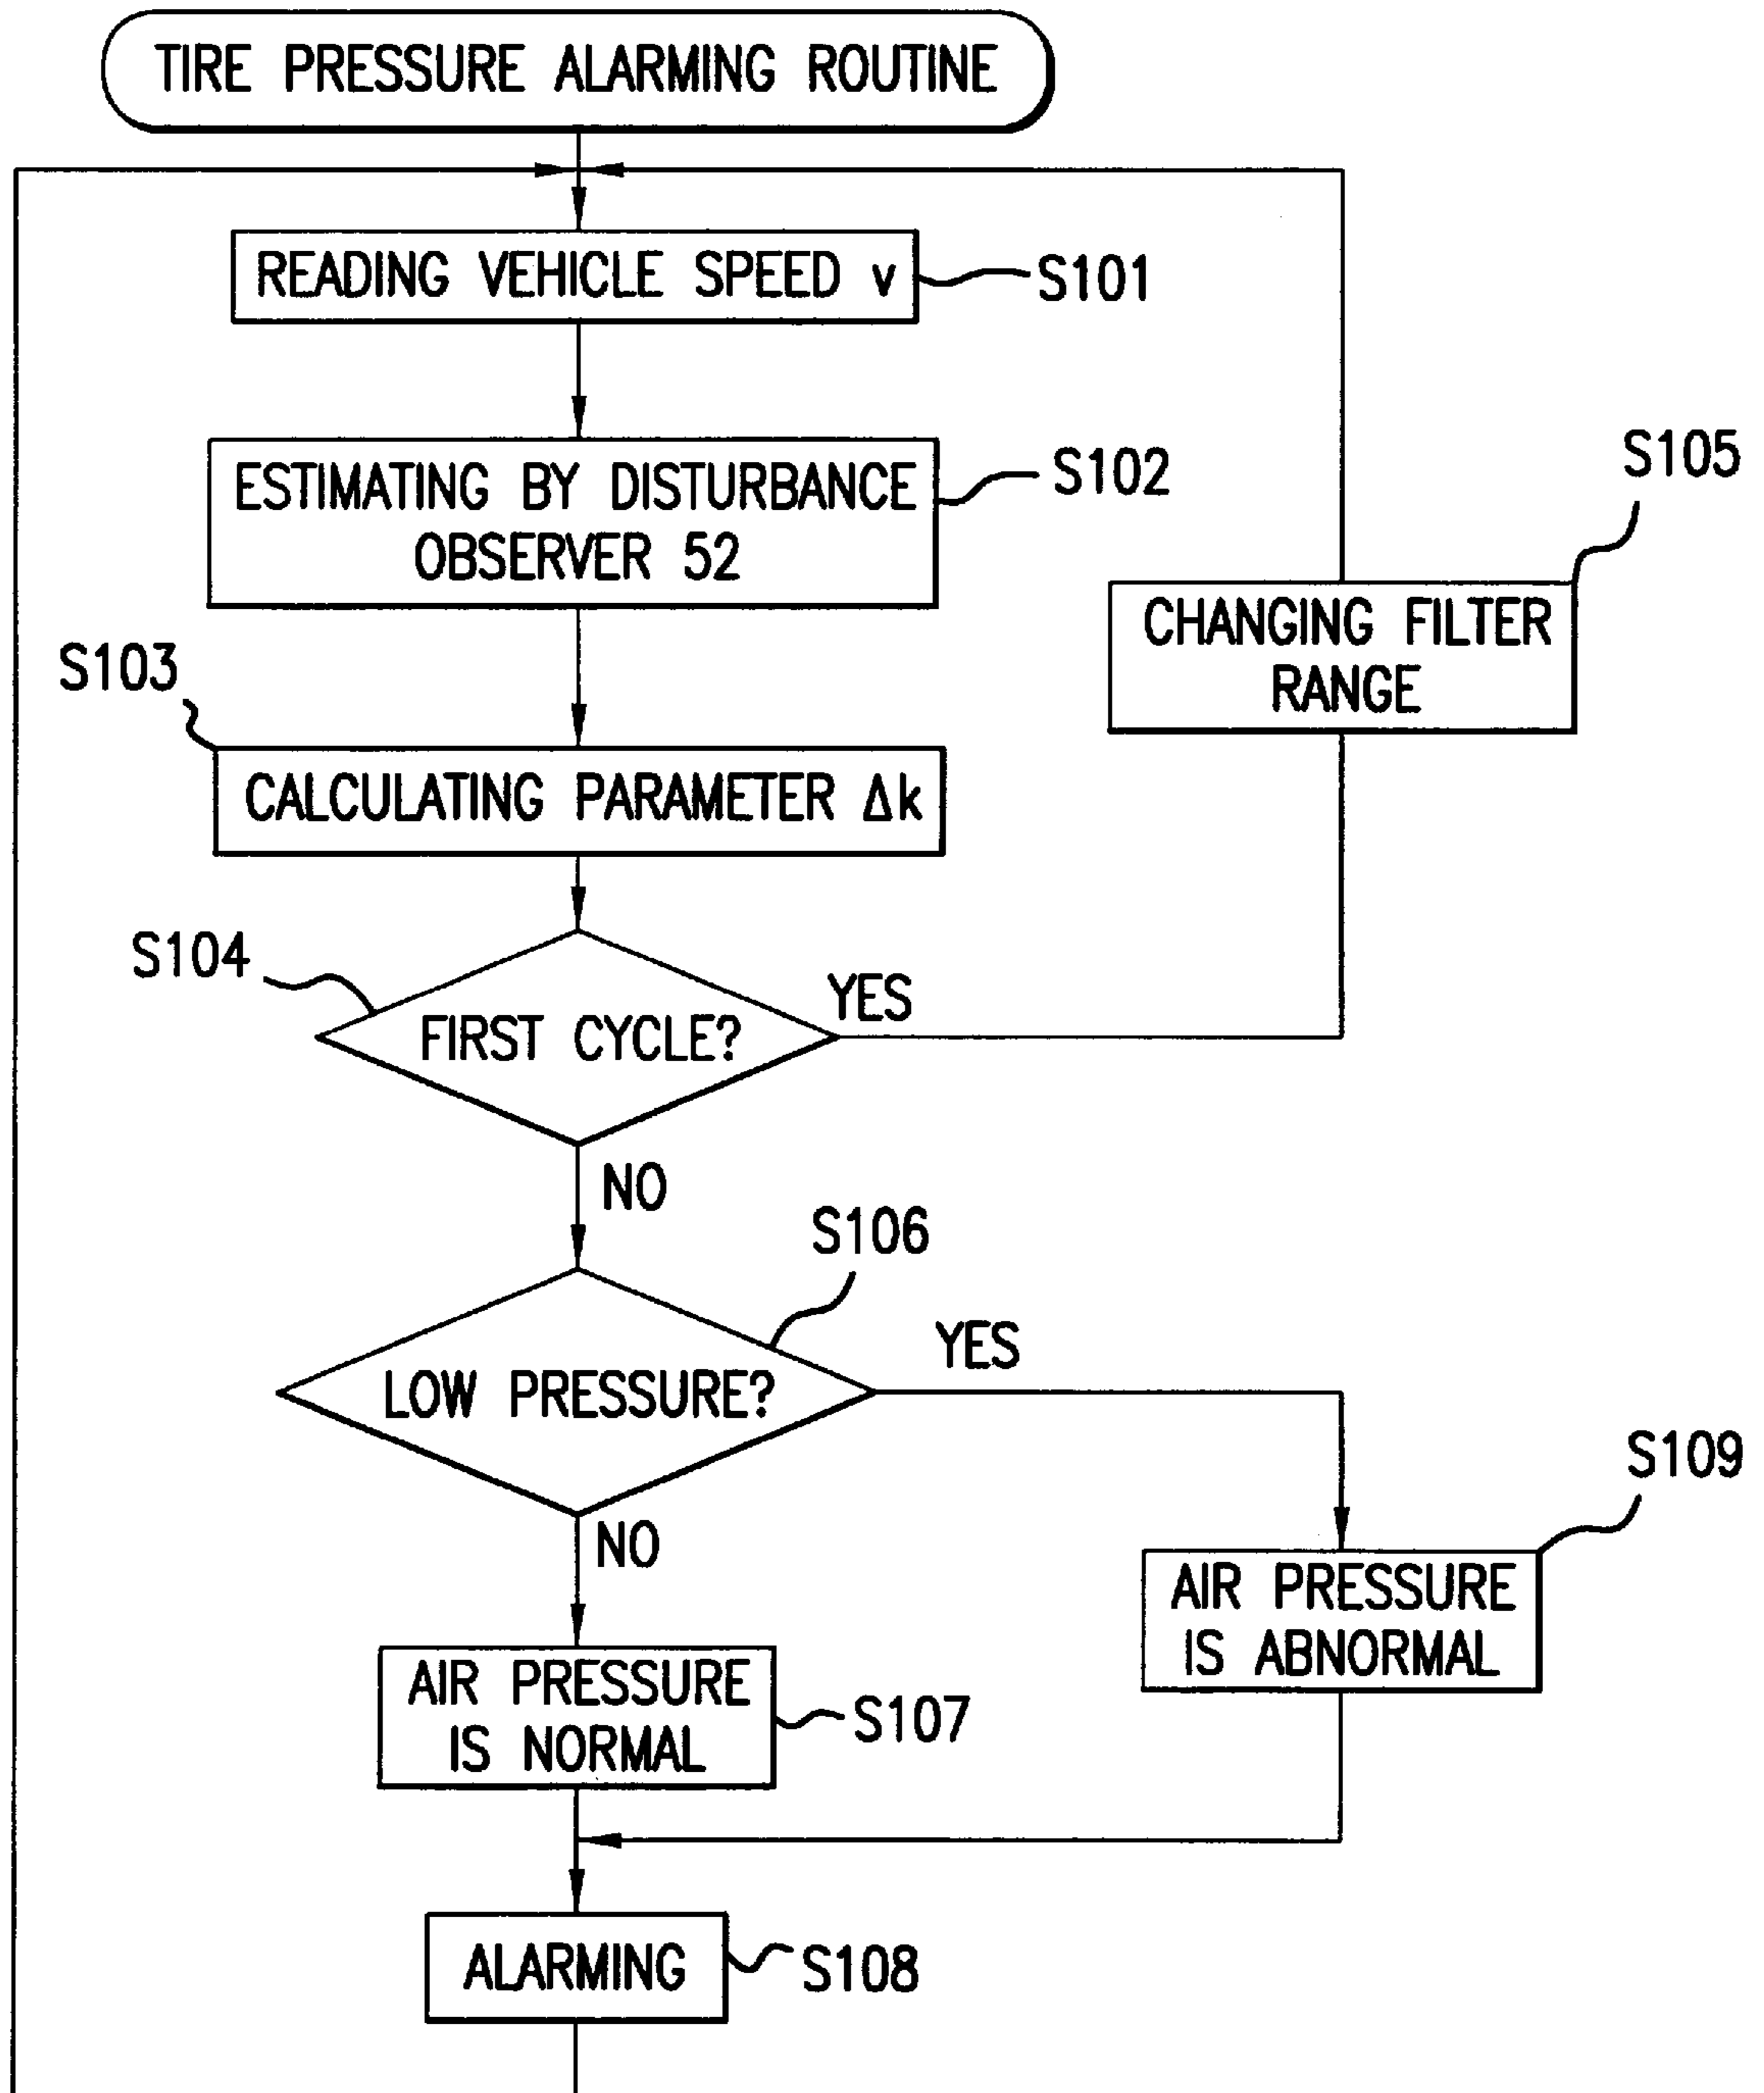 TIRE PRESSURE ALARMING ROUTINE
READING VEHICLE SPEED v
S101
ESTIMATING BY DISTURBANCE
OBSERVER 52
S102
S105
CHANGING FILTER
RANGE
S103
CALCULATING PARAMETER Δk
S104
FIRST CYCLE?
YES
NO
S106
LOW PRESSURE?
YES
NO
S109
AIR PRESSURE
IS ABNORMAL
AIR PRESSURE
IS NORMAL
S107
ALARMING
S108